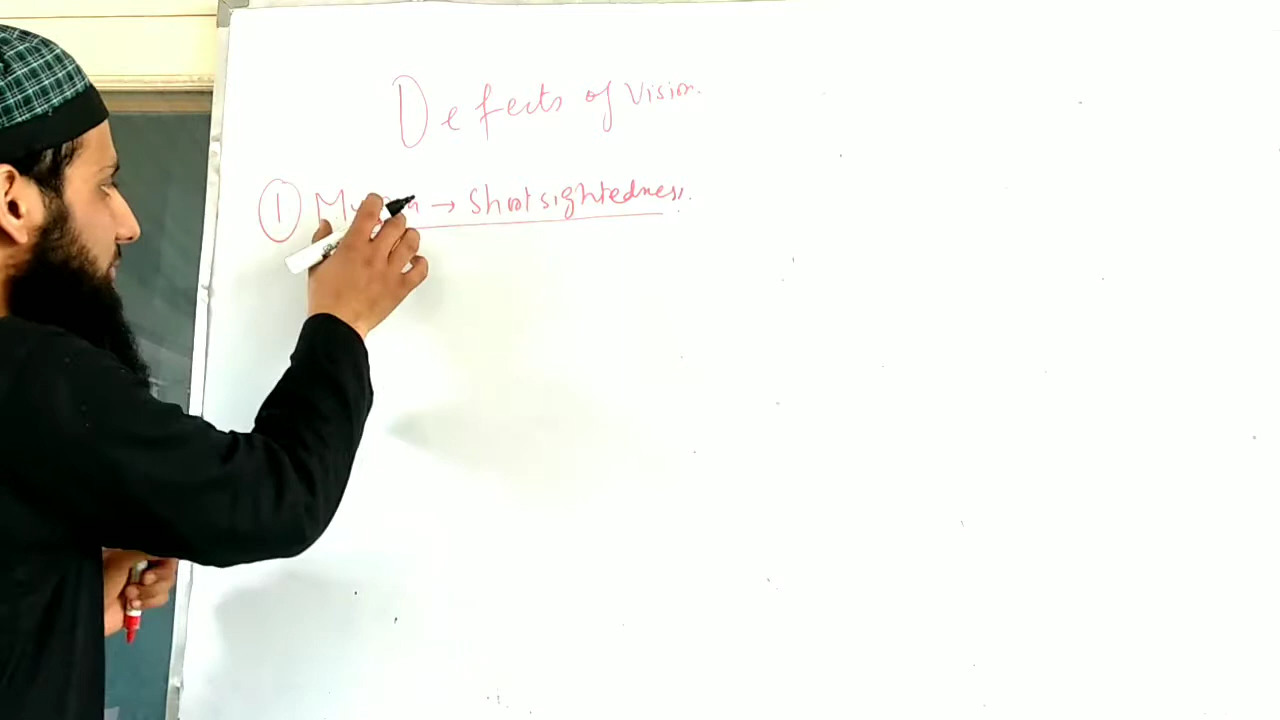 Defects of Vision.
① → Shortsightedness.